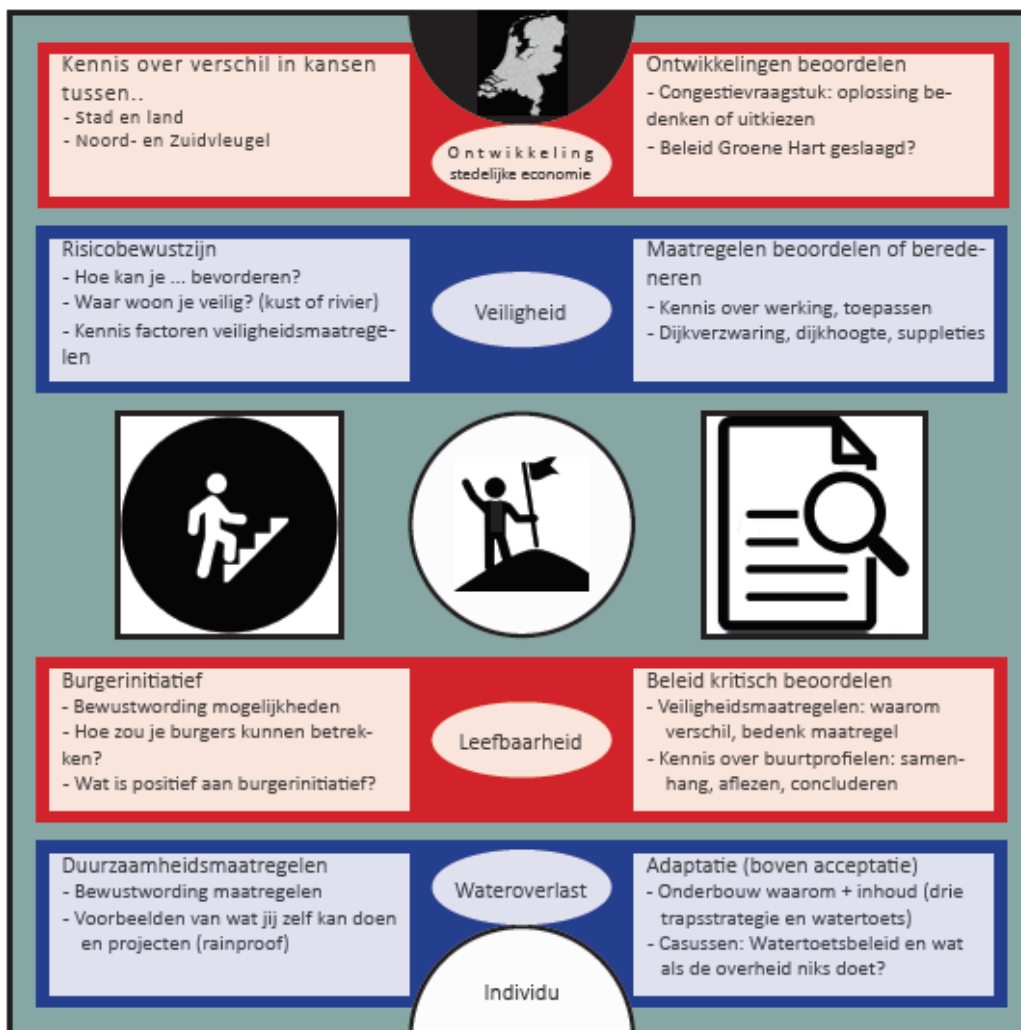 Kennis over verschil in kansen
tussen..
- Stad en land
- Noord- en Zuidvleugel
Ontwikkeling
stedelijke economie
Ontwikkelingen beoordelen
- Congestievraagstuk: oplossing be-
denken of uitkiezen
- Beleid Groene Hart geslaagd?
Risicobewustzijn
- Hoe kan je ... bevorderen?
- Waar woon je veilig? (kust of rivier)
- Kennis factoren veiligheidsmaatrege-
len
Veiligheid
Maatregelen beoordelen of berede-
neren
- Kennis over werking, toepassen
- Dijkverzwaring, dijkhoogte, suppleties
Burgerinitiatief
- Bewustwording mogelijkheden
- Hoe zou je burgers kunnen betrek-
ken?
- Wat is positief aan burgerinitiatief?
Leefbaarheid
Beleid kritisch beoordelen
- Veiligheidsmaatregelen: waarom
verschil, bedenk maatregel
- Kennis over buurtprofielen: samen-
hang, aflezen, concluderen
Duurzaamheidsmaatregelen
- Bewustwording maatregelen
- Voorbeelden van wat jij zelf kan doen
en projecten (rainproof)
Wateroverlast
Adaptatie (boven acceptatie)
- Onderbouw waarom + inhoud (drie
trapsstrategie en watertoets)
- Casussen: Watertoetsbeleid en wat
als de overheid niks doet?
Individu